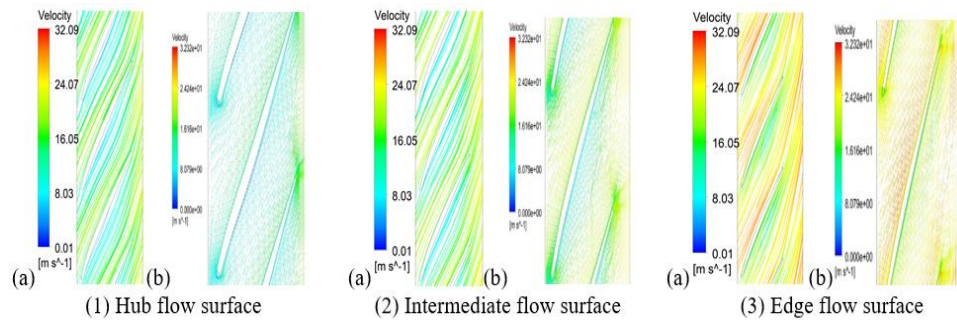 Velocity
32.09
24.07
16.05
8.03
0.01
[m s^-1]
(a)
Velocity
3.232e+01
2.424e+01
1.616e+01
8.079e+00
0.000e+00
[m s^-1]
(b)
(1) Hub flow surface
Velocity
32.09
24.07
16.05
8.03
0.01
[m s^-1]
(a)
Velocity
3.232e+01
2.424e+01
1.616e+01
8.079e+00
0.000e+00
[m s^-1]
(b)
(2) Intermediate flow surface
Velocity
32.09
24.07
16.05
8.03
0.01
[m s^-1]
(a)
Velocity
3.232e+01
2.424e+01
1.616e+01
8.079e+00
0.000e+00
[m s^-1]
(b)
(3) Edge flow surface